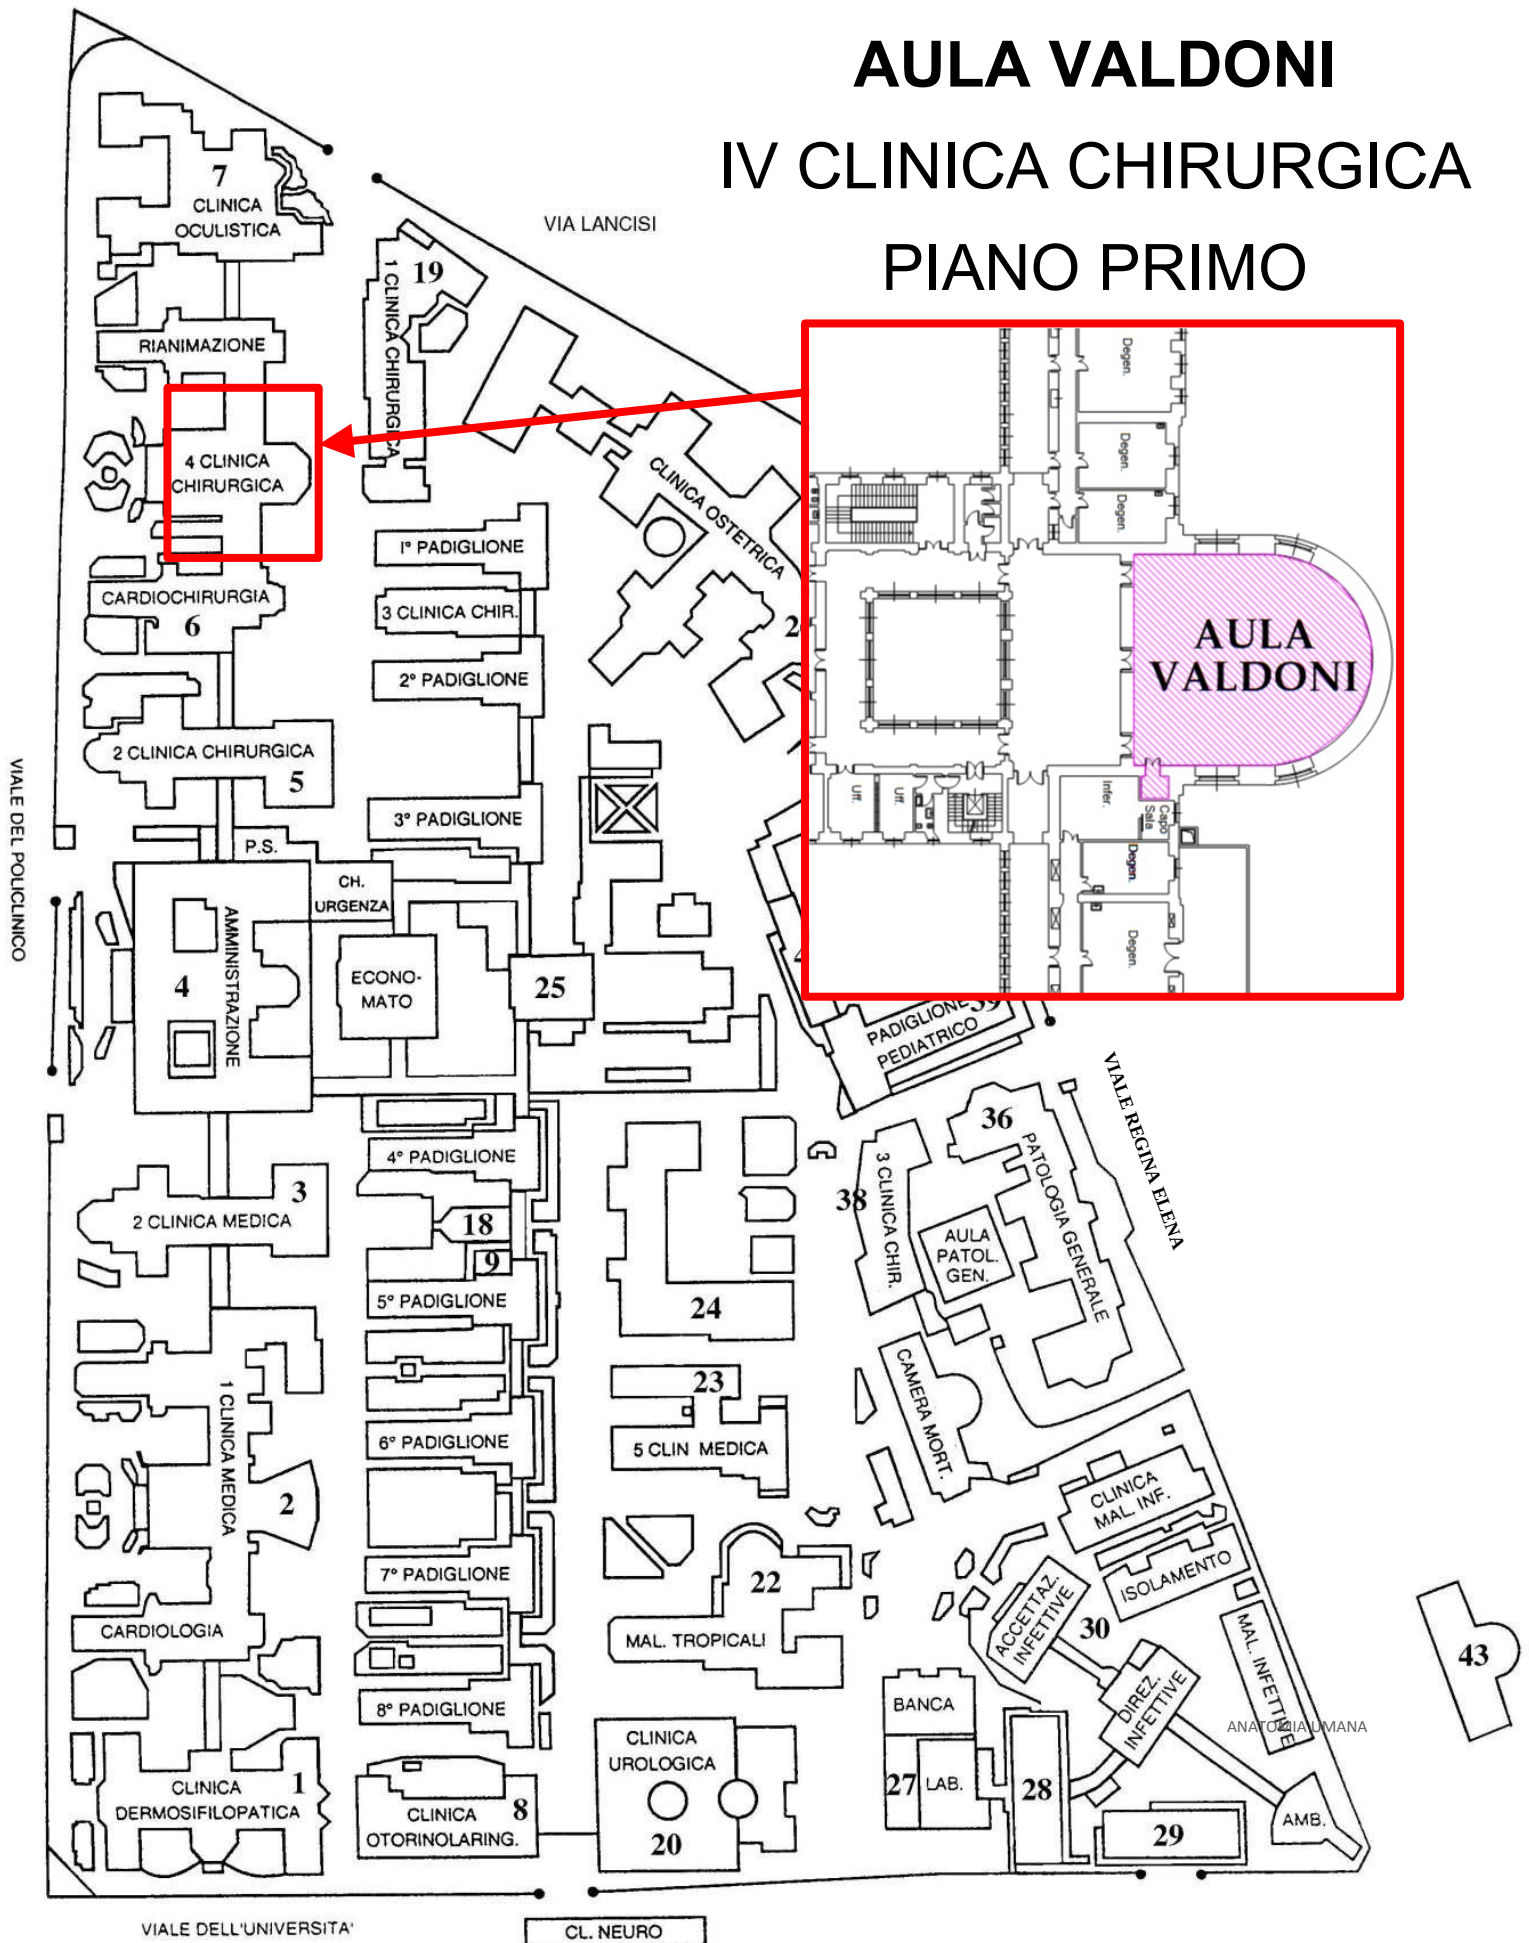 AULA VALDONI
IV CLINICA CHIRURGICA
PIANO PRIMO
VIA LANCISI
7
CLINICA
OCULISTICA
19
1 CLINICA CHIRURGICA
RIANIMAZIONE
4 CLINICA
CHIRURGICA
CLINICA OSTETRICA
1° PADIGLIONE
CARDIOCHIRURGIA
6
3 CLINICA CHIR.
2° PADIGLIONE
Degen.
Degen.
Degen.
AULA
VALDONI
Uff.
Uff.
Infer.
Capo
Sala
Degen.
Degen.
2 CLINICA CHIRURGICA
5
3° PADIGLIONE
VIALE DEL POLICLINICO
P.S.
CH.
URGENZA
AMMINISTRAZIONE
4
ECONO-
MATO
25
PADIGLIONE
PEDIATRICO
39
VIALE REGINA ELENA
36
PATOLOGIA GENERALE
4° PADIGLIONE
3 CLINICA CHIR.
38
3
2 CLINICA MEDICA
18
AULA
PATOL.
GEN.
9
5° PADIGLIONE
24
1 CLINICA MEDICA
23
CAMERA MORT.
6° PADIGLIONE
5 CLIN MEDICA
2
CLINICA
MAL. INF.
7° PADIGLIONE
22
ISOLAMENTO
ACCETTAZ.
INFETTIVE
30
CARDIOLOGIA
MAL. TROPICALI
MAL. INFETTIVE
43
8° PADIGLIONE
BANCA
DIREZ.
INFETTIVE
ANATOMIA UMANA
CLINICA
UROLOGICA
CLINICA
DERMOSIFILOPATICA
1
CLINICA
OTORINOLARING.
8
20
27
LAB.
28
29
AMB.
VIALE DELL'UNIVERSITA'
CL. NEURO